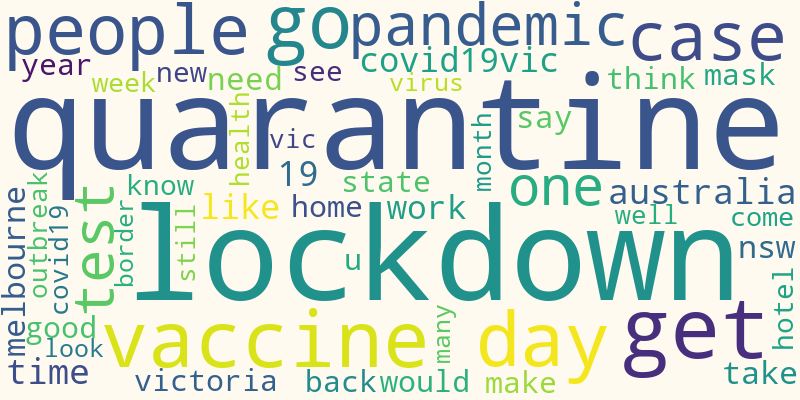 people go pandemic case
year week new need see covid19vic virus think mask
quarantine
health vic month say
19 state one australia
know like home work well come
melbourne outbreak covid19 test border still lockdown u nsw
hotel
good look vaccine many day get
time victoria back would make take